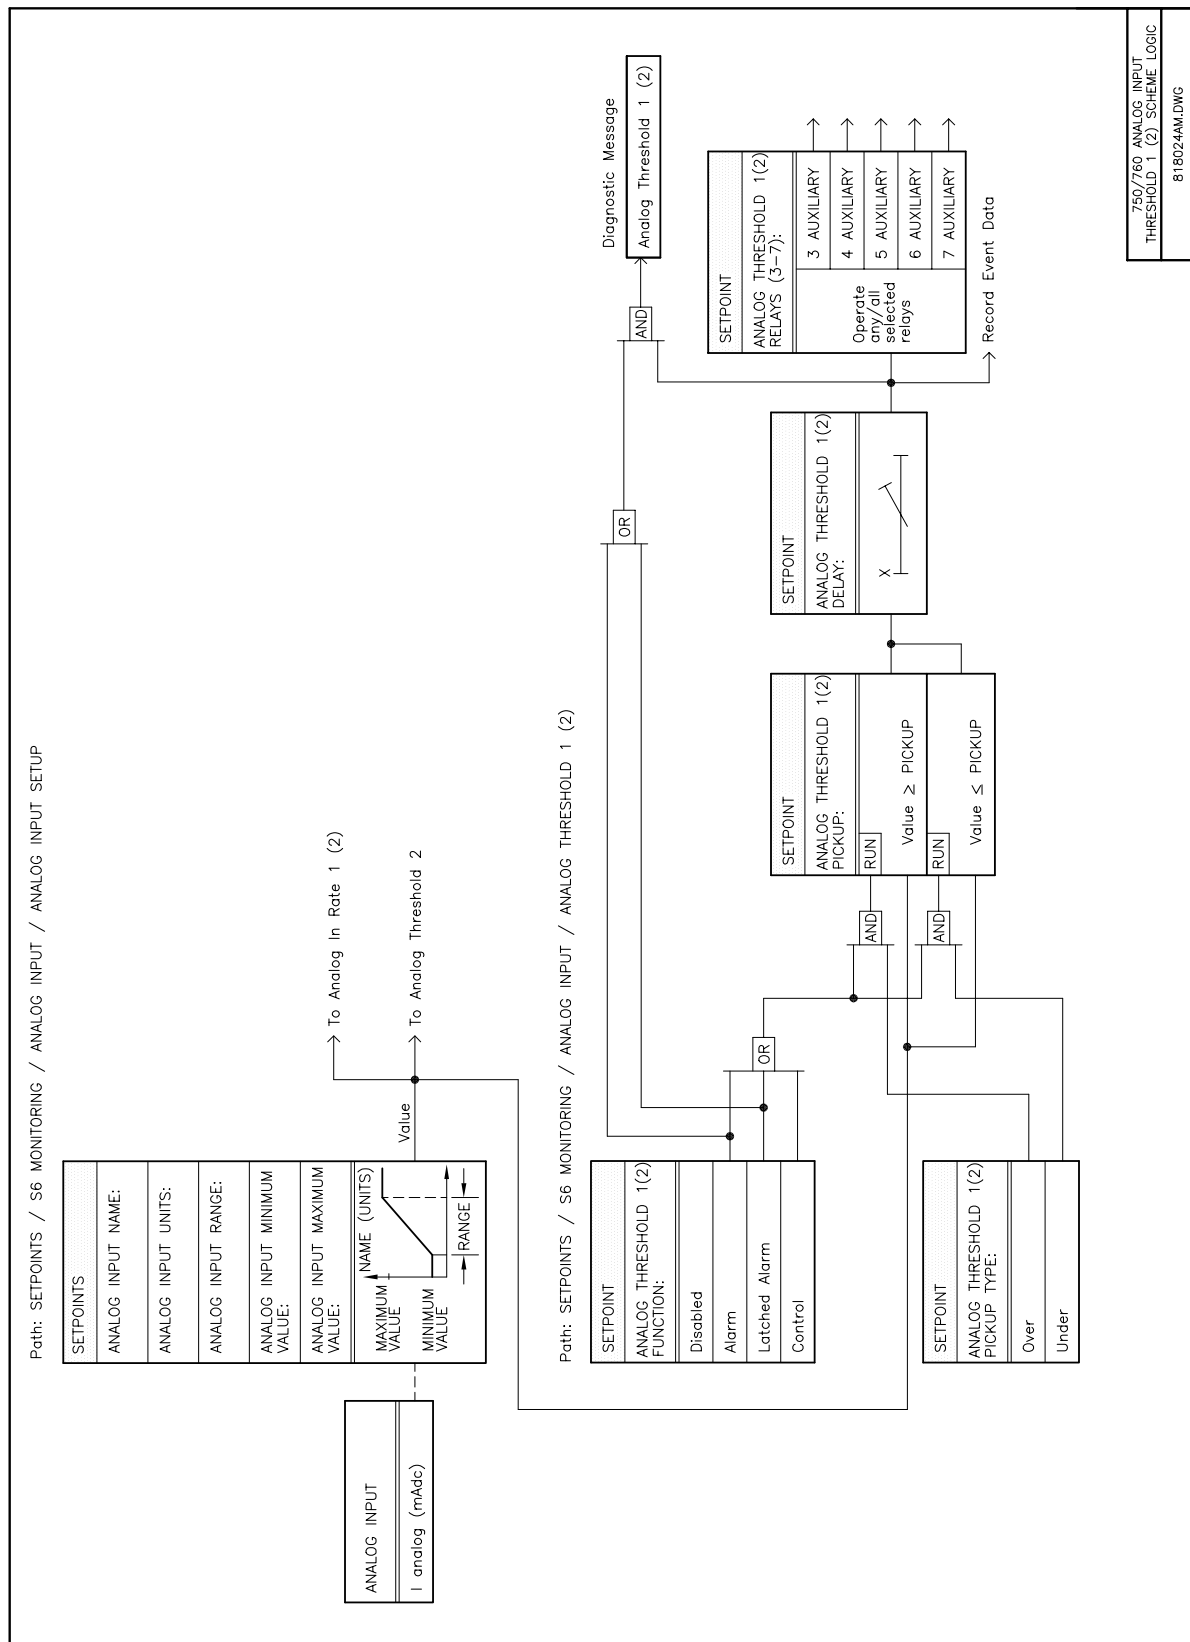 Path: SETPOINTS / S6 MONITORING / ANALOG INPUT / ANALOG INPUT SETUP
ANALOG INPUT
I analog (mAdc)
SETPOINTS
ANALOG INPUT NAME:
ANALOG INPUT UNITS:
ANALOG INPUT RANGE:
ANALOG INPUT MINIMUM
VALUE:
ANALOG INPUT MAXIMUM
VALUE:
NAME (UNITS)
MAXIMUM
VALUE
MINIMUM
VALUE
RANGE
Value
To Analog In Rate 1 (2)
To Analog Threshold 2
Path: SETPOINTS / S6 MONITORING / ANALOG INPUT / ANALOG THRESHOLD 1 (2)
SETPOINT
ANALOG THRESHOLD 1(2)
FUNCTION:
Disabled
Alarm
Latched Alarm
Control
OR
OR
AND
Diagnostic Message
Analog Threshold 1 (2)
SETPOINT
ANALOG THRESHOLD 1(2)
PICKUP TYPE:
Over
Under
AND
AND
SETPOINT
ANALOG THRESHOLD 1(2)
PICKUP:
RUN
Value ≥ PICKUP
RUN
Value ≤ PICKUP
SETPOINT
ANALOG THRESHOLD 1(2)
DELAY:
X
SETPOINT
ANALOG THRESHOLD 1(2)
RELAYS (3-7):
Operate
any/all
selected
relays
3 AUXILIARY
4 AUXILIARY
5 AUXILIARY
6 AUXILIARY
7 AUXILIARY
Record Event Data
750/760 ANALOG INPUT
THRESHOLD 1 (2) SCHEME LOGIC
818024AM.DWG